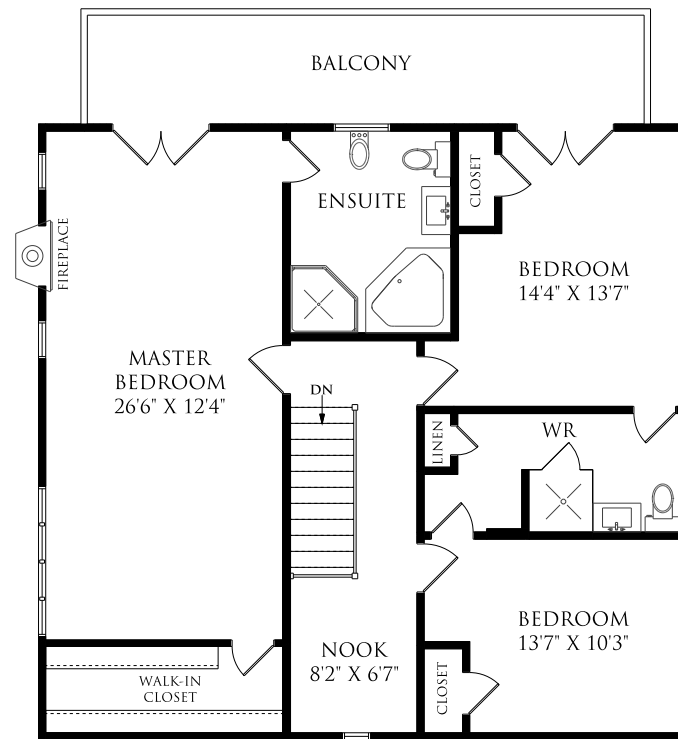 BALCONY
CLOSET
ENSUITE
FIREPLACE
BEDROOM
14'4" X 13'7"
MASTER
BEDROOM
26'6" X 12'4"
DN
LINEN
WR
BEDROOM
13'7" X 10'3"
NOOK
8'2" X 6'7"
WALK-IN
CLOSET
CLOSET